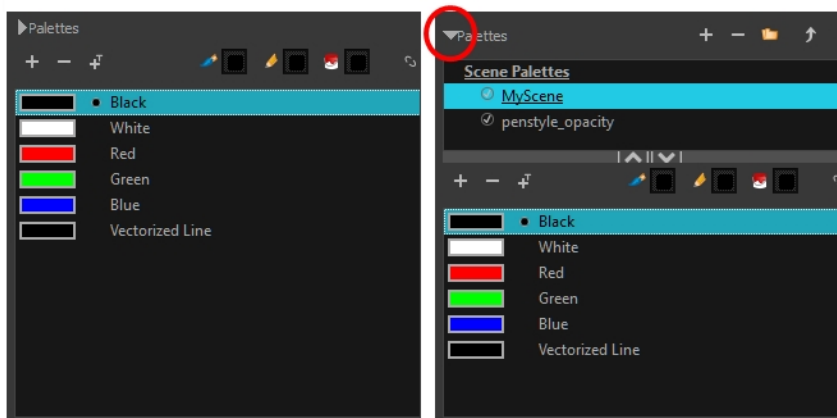 Palettes
Black
White
Red
Green
Blue
Vectorized Line
Palettes
Scene Palettes
MyScene
penstyle_opacity
Black
White
Red
Green
Blue
Vectorized Line